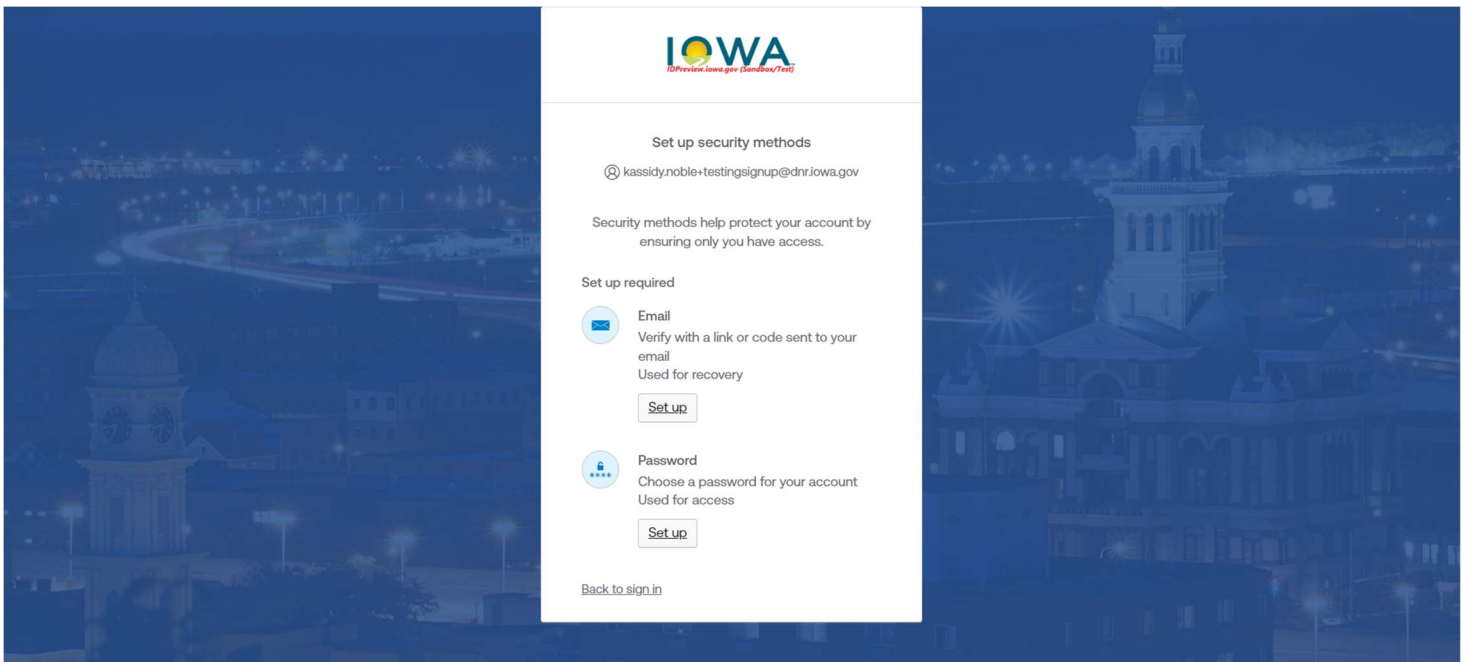 IOWA
IDPreview.iowa.gov (Sandbox/Test)
Set up security methods
kassidy.noble+testingsignup@dnr.iowa.gov
Security methods help protect your account by
ensuring only you have access.
Set up required
Email
Verify with a link or code sent to your
email
Used for recovery
Set up
****
Password
Choose a password for your account
Used for access
Set up
Back to sign in